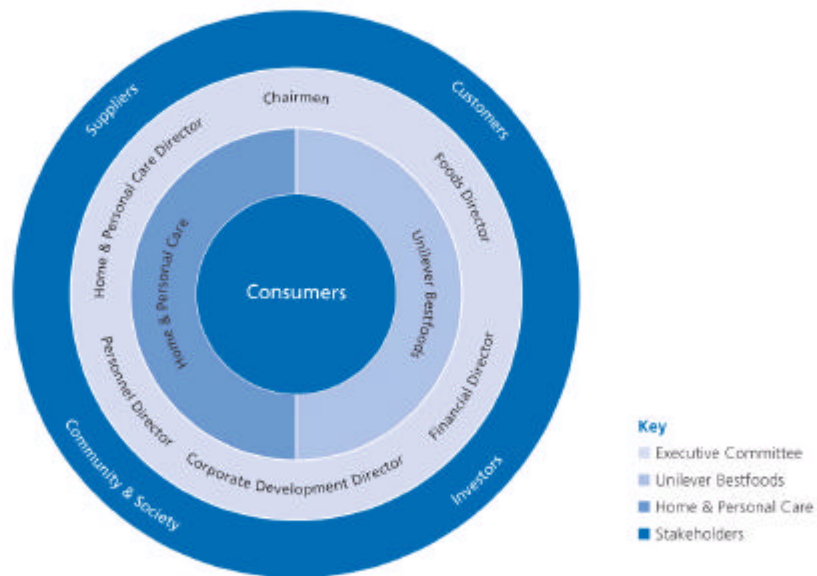 Suppliers
Customers
Chairmen
Home & Personal Care Director
Foods Director
Home & Personal Care
Unilever Bestfoods
Consumers
Personnel Director
Financial Director
Corporate Development Director
Community & Society
Investors
Key
Executive Committee
Unilever Bestfoods
Home & Personal Care
Stakeholders